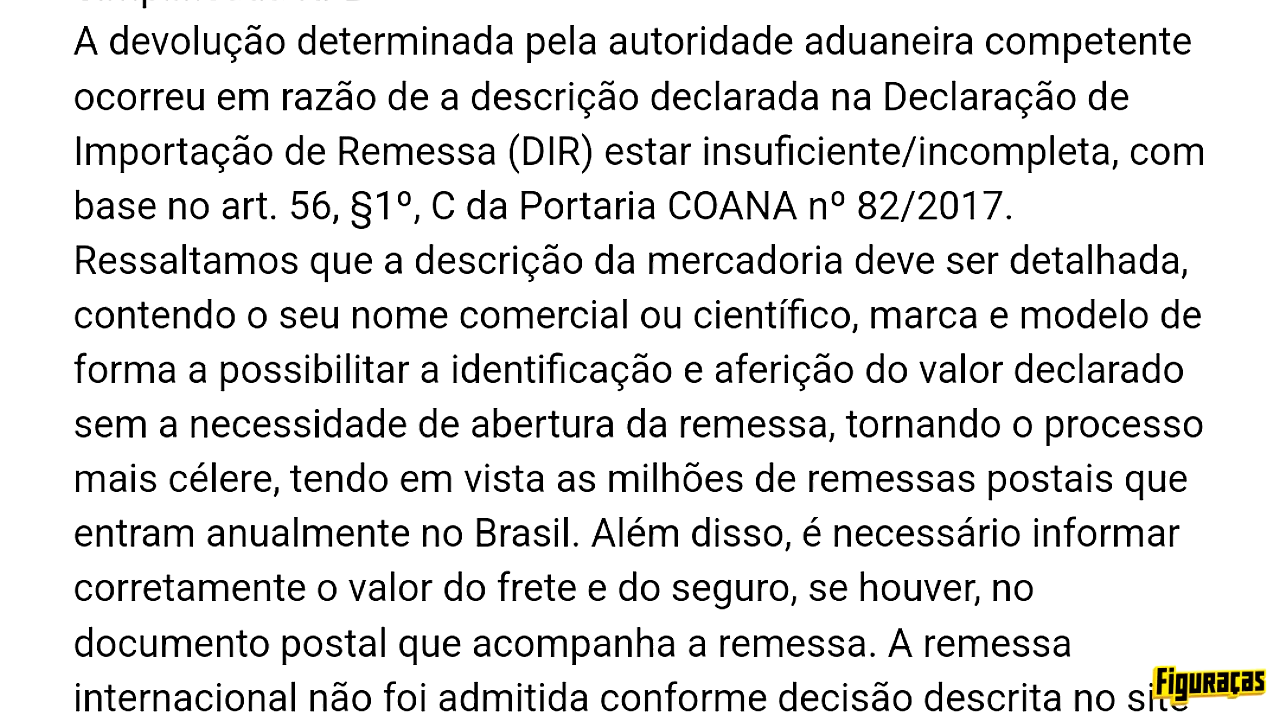 A devolução determinada pela autoridade aduaneira competente
ocorreu em razão de a descrição declarada na Declaração de
Importação de Remessa (DIR) estar insuficiente/incompleta, com
base no art. 56, §1º, C da Portaria COANA nº 82/2017.
Ressaltamos que a descrição da mercadoria deve ser detalhada,
contendo o seu nome comercial ou científico, marca e modelo de
forma a possibilitar a identificação e aferição do valor declarado
sem a necessidade de abertura da remessa, tornando o processo
mais célere, tendo em vista as milhões de remessas postais que
entram anualmente no Brasil. Além disso, é necessário informar
corretamente o valor do frete e do seguro, se houver, no
documento postal que acompanha a remessa. A remessa
internacional não foi admitida conforme decisão descrita no site
Figuraças